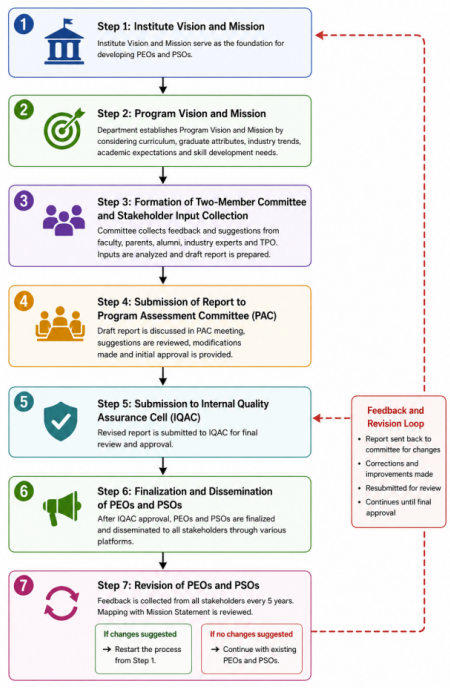 1
Step 1: Institute Vision and Mission
Institute Vision and Mission serve as the foundation for
developing PEOs and PSOs.
2
Step 2: Program Vision and Mission
Department establishes Program Vision and Mission by
considering curriculum, graduate attributes, industry trends,
academic expectations and skill development needs.
3
Step 3: Formation of Two-Member Committee
and Stakeholder Input Collection
Committee collects feedback and suggestions from
faculty, parents, alumni, industry experts and TPO.
Inputs are analyzed and draft report is prepared.
4
Step 4: Submission of Report to
Program Assessment Committee (PAC)
Draft report is discussed in PAC meeting,
suggestions are reviewed, modifications
made and initial approval is provided.
5
Step 5: Submission to Internal Quality
Assurance Cell (IQAC)
Revised report is submitted to IQAC for final
review and approval.
Feedback and
Revision Loop
• Report sent back to
committee for changes
• Corrections and
improvements made
• Resubmitted for review
• Continues until final
approval
6
Step 6: Finalization and Dissemination
of PEOs and PSOs
After IQAC approval, PEOs and PSOs are finalized
and disseminated to all stakeholders through various
platforms.
7
Step 7: Revision of PEOs and PSOs
Feedback is collected from all stakeholders every 5 years.
Mapping with Mission Statement is reviewed.
If changes suggested
→ Restart the process
from Step 1.
If no changes suggested
→ Continue with existing
PEOs and PSOs.